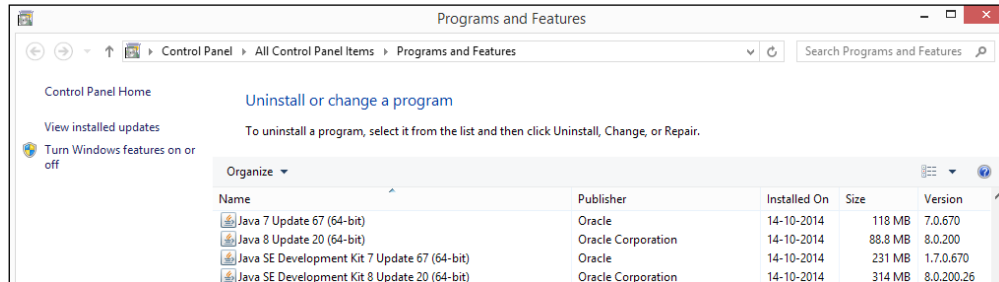 Programs and Features
Control Panel All Control Panel Items Programs and Features Search Programs and Features
Control Panel Home
Uninstall or change a program
View installed updates
To uninstall a program, select it from the list and then click Uninstall, Change, or Repair.
Turn Windows features on or
off
Organize
Name Publisher Installed On Size Version
Java 7 Update 67 (64-bit) Oracle 14-10-2014 118 MB 7.0.670
Java 8 Update 20 (64-bit) Oracle Corporation 14-10-2014 88.8 MB 8.0.200
Java SE Development Kit 7 Update 67 (64-bit) Oracle 14-10-2014 231 MB 1.7.0.670
Java SE Development Kit 8 Update 20 (64-bit) Oracle Corporation 14-10-2014 314 MB 8.0.200.26